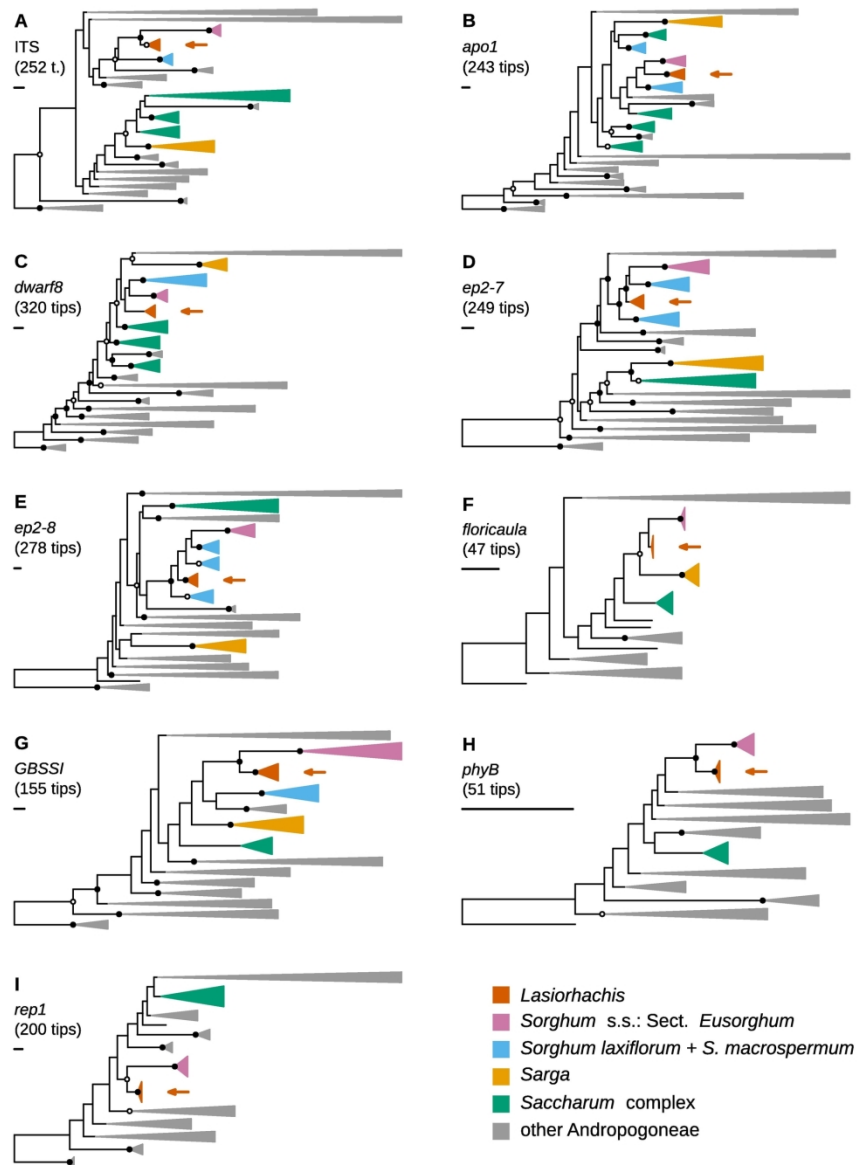 A
ITS
(252 t.)
B
apo1
(243 tips)
C
dwarf8
(320 tips)
D
ep2-7
(249 tips)
E
ep2-8
(278 tips)
F
floricaula
(47 tips)
G
GBSSI
(155 tips)
H
phyB
(51 tips)
I
rep1
(200 tips)
Lasiorhachis
Sorghum s.s.: Sect. Eusorghum
Sorghum laxiflorum + S. macrospermum
Sarga
Saccharum complex
other Andropogoneae